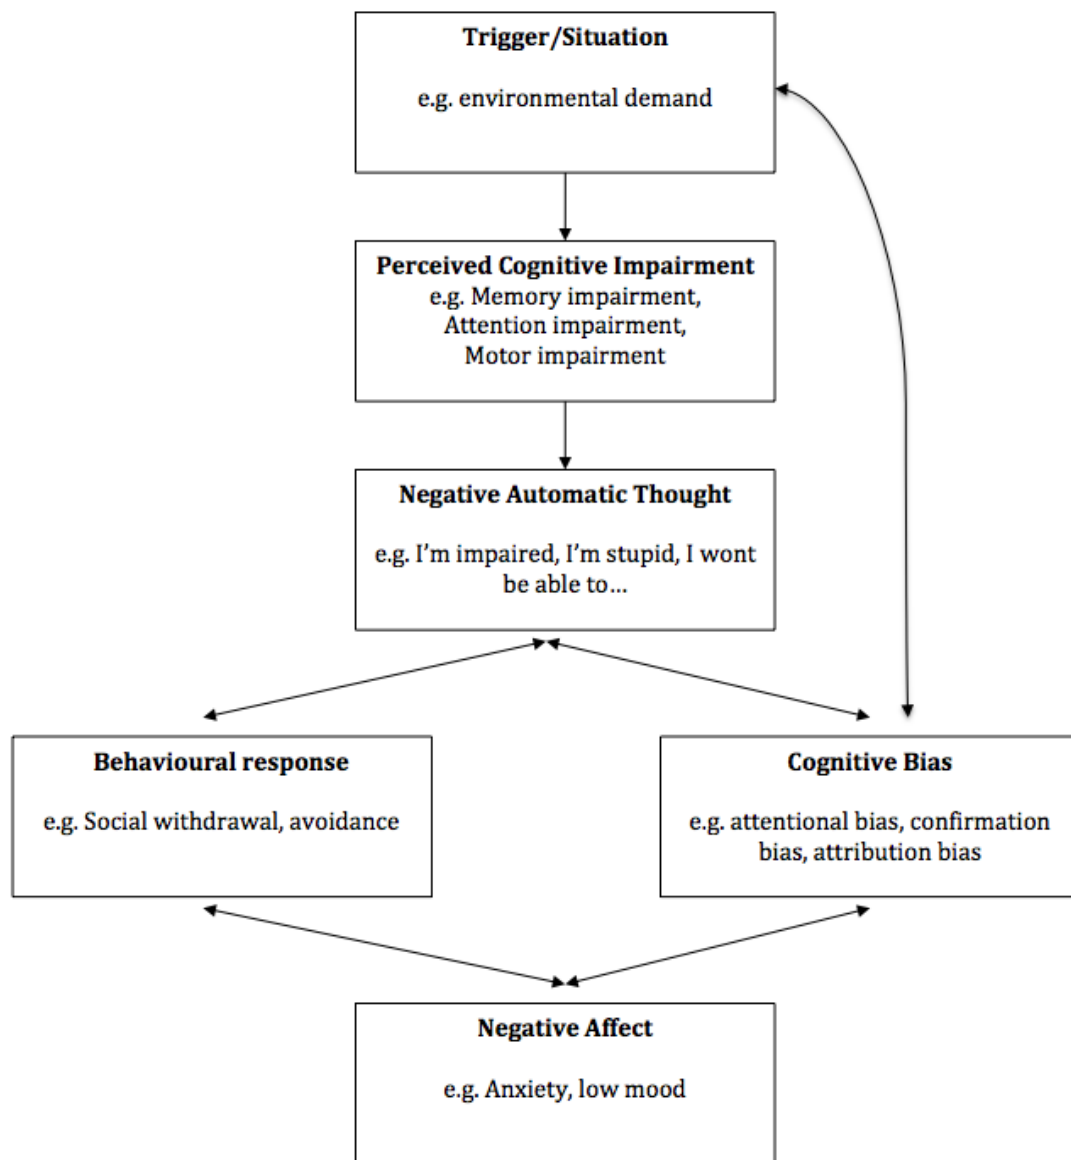 Trigger/Situation
e.g. environmental demand
Perceived Cognitive Impairment
e.g. Memory impairment,
Attention impairment,
Motor impairment
Negative Automatic Thought
e.g. I’m impaired, I’m stupid, I wont
be able to…
Behavioural response
e.g. Social withdrawal, avoidance
Cognitive Bias
e.g. attentional bias, confirmation
bias, attribution bias
Negative Affect
e.g. Anxiety, low mood